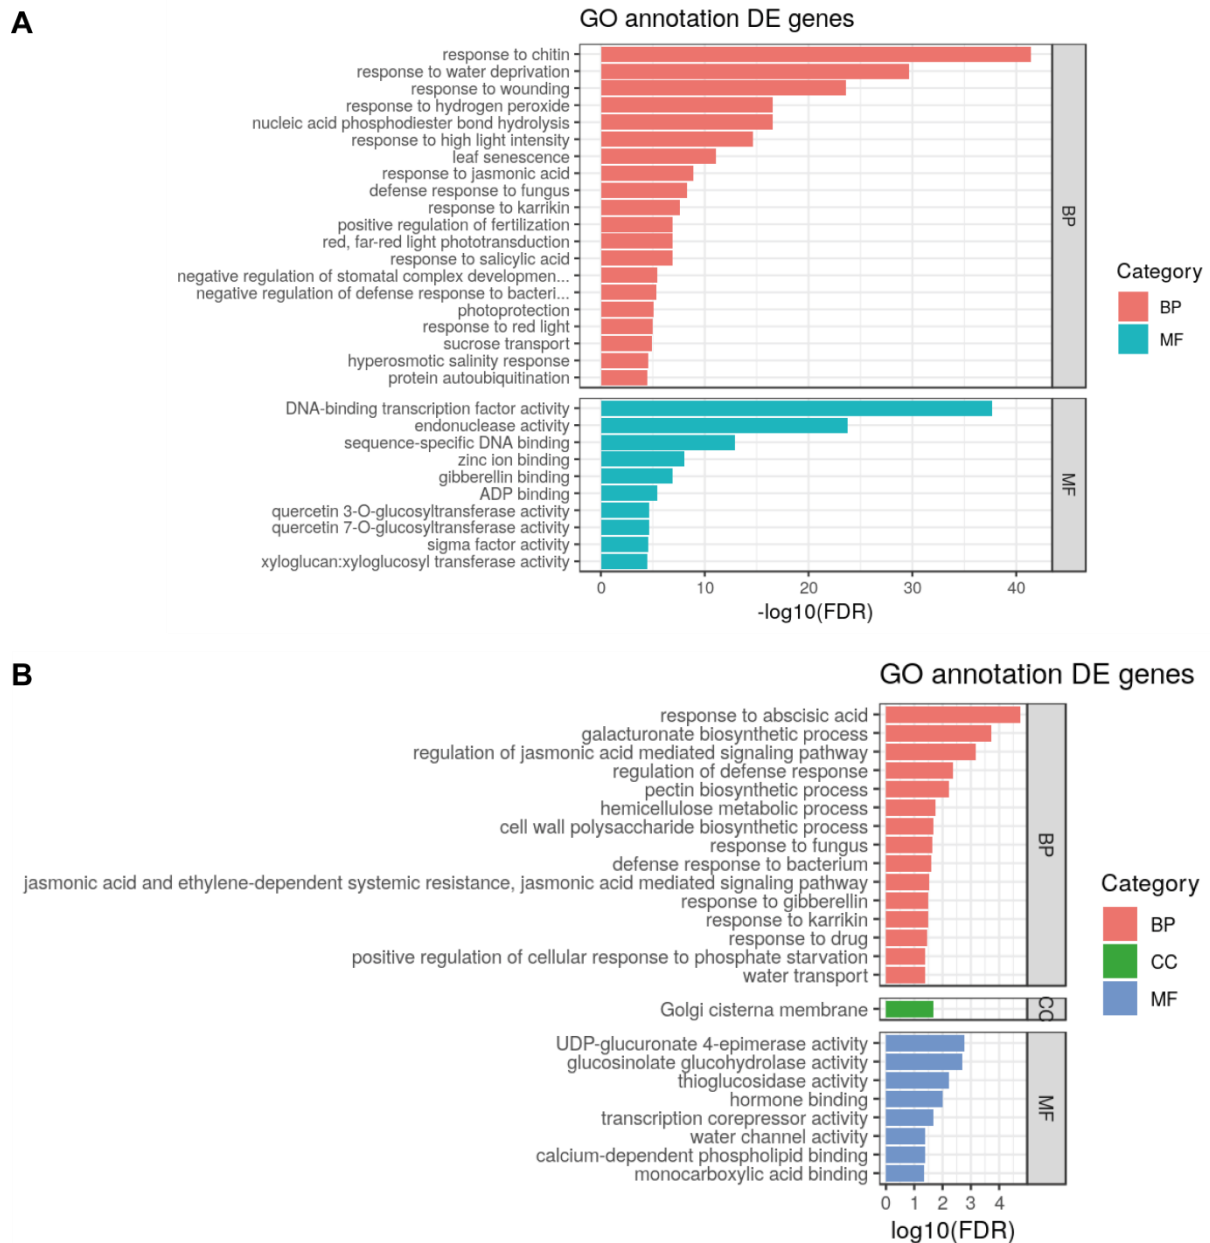 A
GO annotation DE genes
response to chitin
response to water deprivation
response to wounding
response to hydrogen peroxide
nucleic acid phosphodiester bond hydrolysis
response to high light intensity
leaf senescence
response to jasmonic acid
defense response to fungus
response to karrikin
positive regulation of fertilization
red, far-red light phototransduction
response to salicylic acid
negative regulation of stomatal complex developmen...
negative regulation of defense response to bacteri...
photoprotection
response to red light
sucrose transport
hyperosmotic salinity response
protein autoubiquitination
BP
DNA-binding transcription factor activity
endonuclease activity
sequence-specific DNA binding
zinc ion binding
gibberellin binding
ADP binding
quercetin 3-O-glucosyltransferase activity
quercetin 7-O-glucosyltransferase activity
sigma factor activity
xyloglucan:xyloglucosyl transferase activity
MF
0 10 20 30 40
-log10(FDR)
Category
BP
MF
B
GO annotation DE genes
response to abscisic acid
galacturonate biosynthetic process
regulation of jasmonic acid mediated signaling pathway
regulation of defense response
pectin biosynthetic process
hemicellulose metabolic process
cell wall polysaccharide biosynthetic process
response to fungus
defense response to bacterium
jasmonic acid and ethylene-dependent systemic resistance, jasmonic acid mediated signaling pathway
response to gibberellin
response to karrikin
response to drug
positive regulation of cellular response to phosphate starvation
water transport
BP
Golgi cisterna membrane
CC
UDP-glucuronate 4-epimerase activity
glucosinolate glucohydrolase activity
thioglucosidase activity
hormone binding
transcription corepressor activity
water channel activity
calcium-dependent phospholipid binding
monocarboxylic acid binding
MF
0 1 2 3 4
log10(FDR)
Category
BP
CC
MF